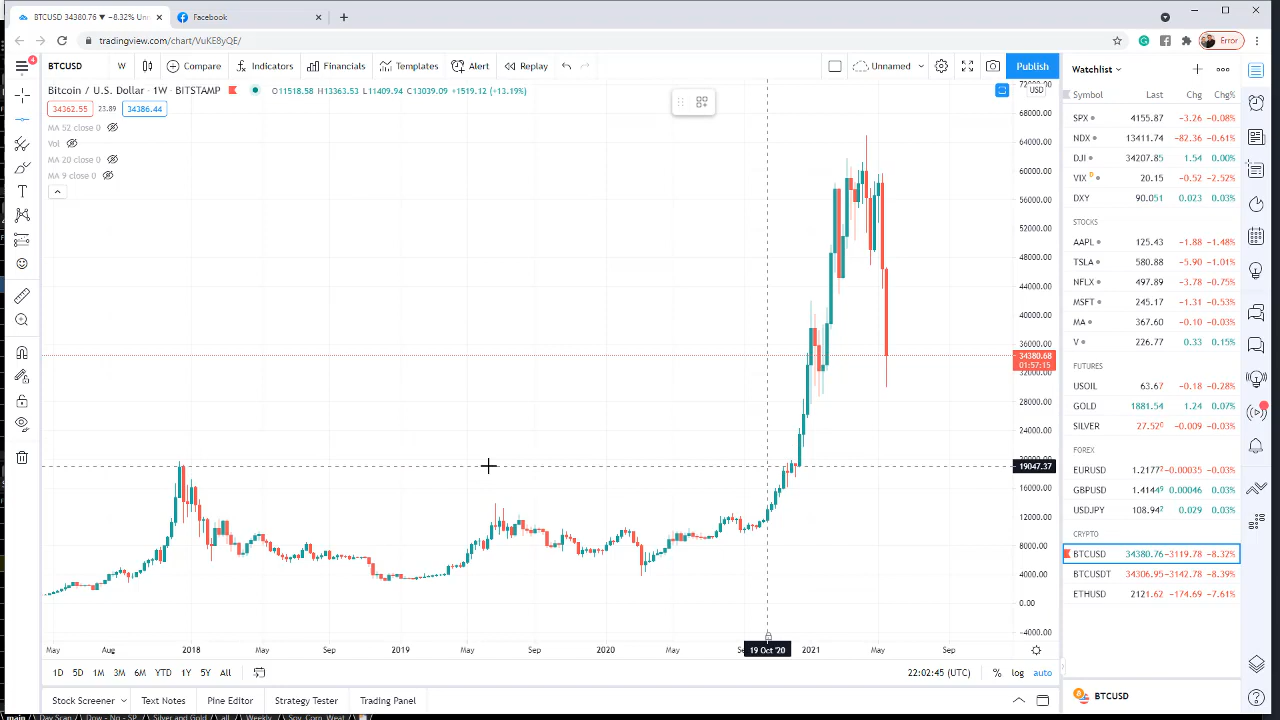 BTCUSD 34380.76 ▼ −8.32% Unn
Facebook
tradingview.com/chart/VuKE8yQE/
Error
BTCUSD W Compare Indicators Financials Templates Alert Replay Unnamed Publish
Bitcoin / U.S. Dollar · 1W · BITSTAMP
34362.55 23.89 34386.44
MA 52 close 0
Vol
MA 20 close 0
MA 9 close 0
USD
72000.00
68000.00
64000.00
60000.00
56000.00
52000.00
48000.00
44000.00
40000.00
36000.00
34380.68
01:57:15
32000.00
28000.00
24000.00
19047.37
16000.00
12000.00
8000.00
4000.00
0.00
−4000.00
May Aug 2018 May Sep 2019 May Sep 2020 May 19 Oct '20 2021 May Sep
1D 5D 1M 3M 6M YTD 1Y 5Y All
22:02:45 (UTC) % log auto
Stock Screener Text Notes Pine Editor Strategy Tester Trading Panel
Watchlist
4
Symbol Last Chg Chg%
SPX 4155.87 −3.26 −0.08%
NDX 13411.74 −82.36 −0.61%
DJI 34207.85 1.54 0.00%
VIX D 20.15 −0.52 −2.52%
DXY 90.051 0.023 0.03%
STOCKS
AAPL 125.43 −1.88 −1.48%
TSLA 580.88 −5.90 −1.01%
NFLX 497.89 −3.78 −0.75%
MSFT 245.17 −1.31 −0.53%
MA 367.60 −0.10 −0.03%
V 226.77 0.33 0.15%
FUTURES
USOIL 63.67 −0.18 −0.28%
GOLD 1881.54 1.24 0.07%
SILVER 27.520 −0.009 −0.03%
FOREX
EURUSD 1.21772 −0.00035 −0.03%
GBPUSD 1.41449 0.00046 0.03%
USDJPY 108.942 0.029 0.03%
CRYPTO
BTCUSD 34380.76 −3119.78 −8.32%
BTCUSDT 34306.95 −3142.78 −8.39%
ETHUSD 2121.62 −174.69 −7.61%
BTCUSD